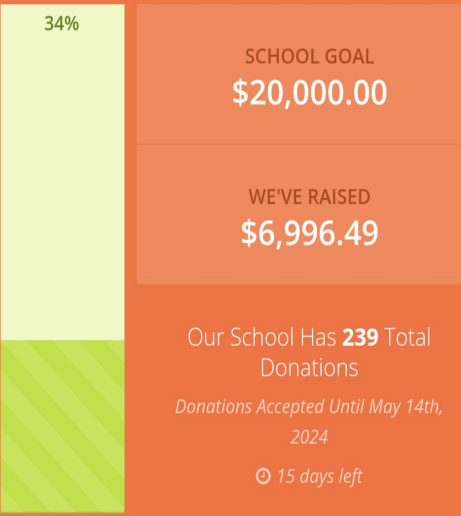 34%
SCHOOL GOAL
$20,000.00
WE'VE RAISED
$6,996.49
Our School Has 239 Total
Donations
Donations Accepted Until May 14th,
2024
15 days left